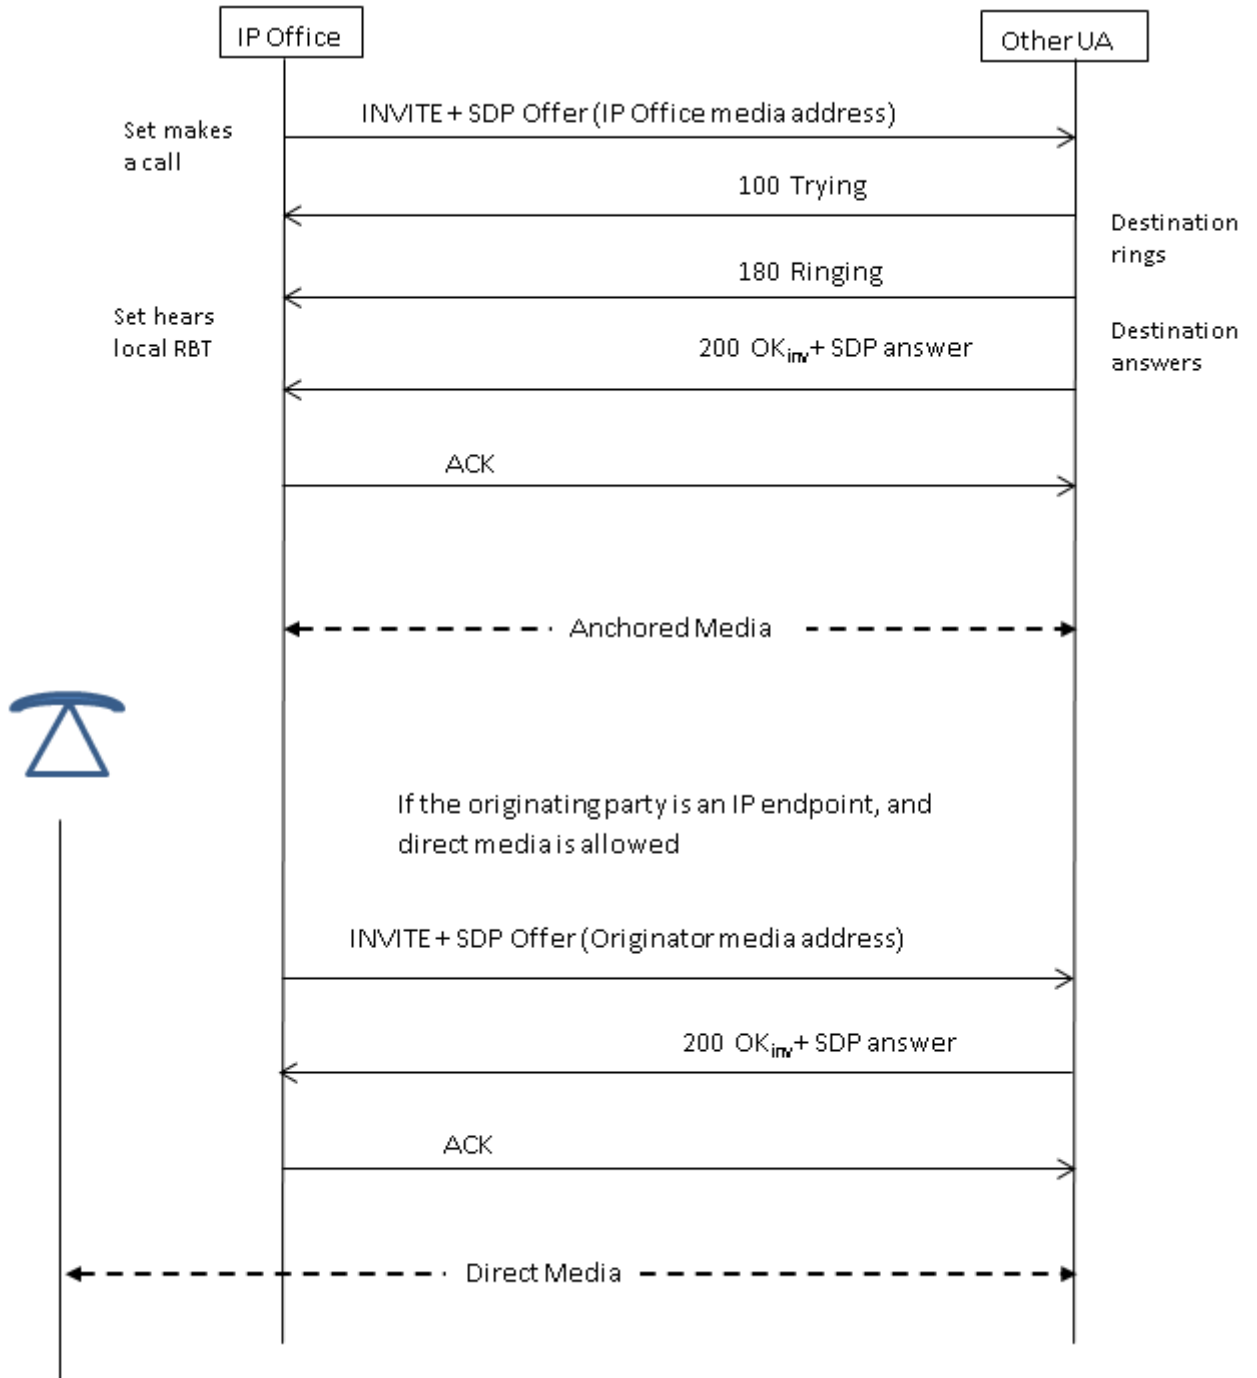 IP Office
Other UA
INVITE + SDP Offer (IP Office media address)
Set makes
a call
100 Trying
Destination
rings
180 Ringing
Set hears
local RBT
Destination
answers
200 OKinv+ SDP answer
ACK
Anchored Media
If the originating party is an IP endpoint, and
direct media is allowed
INVITE + SDP Offer (Originator media address)
200 OKinv+ SDP answer
ACK
Direct Media